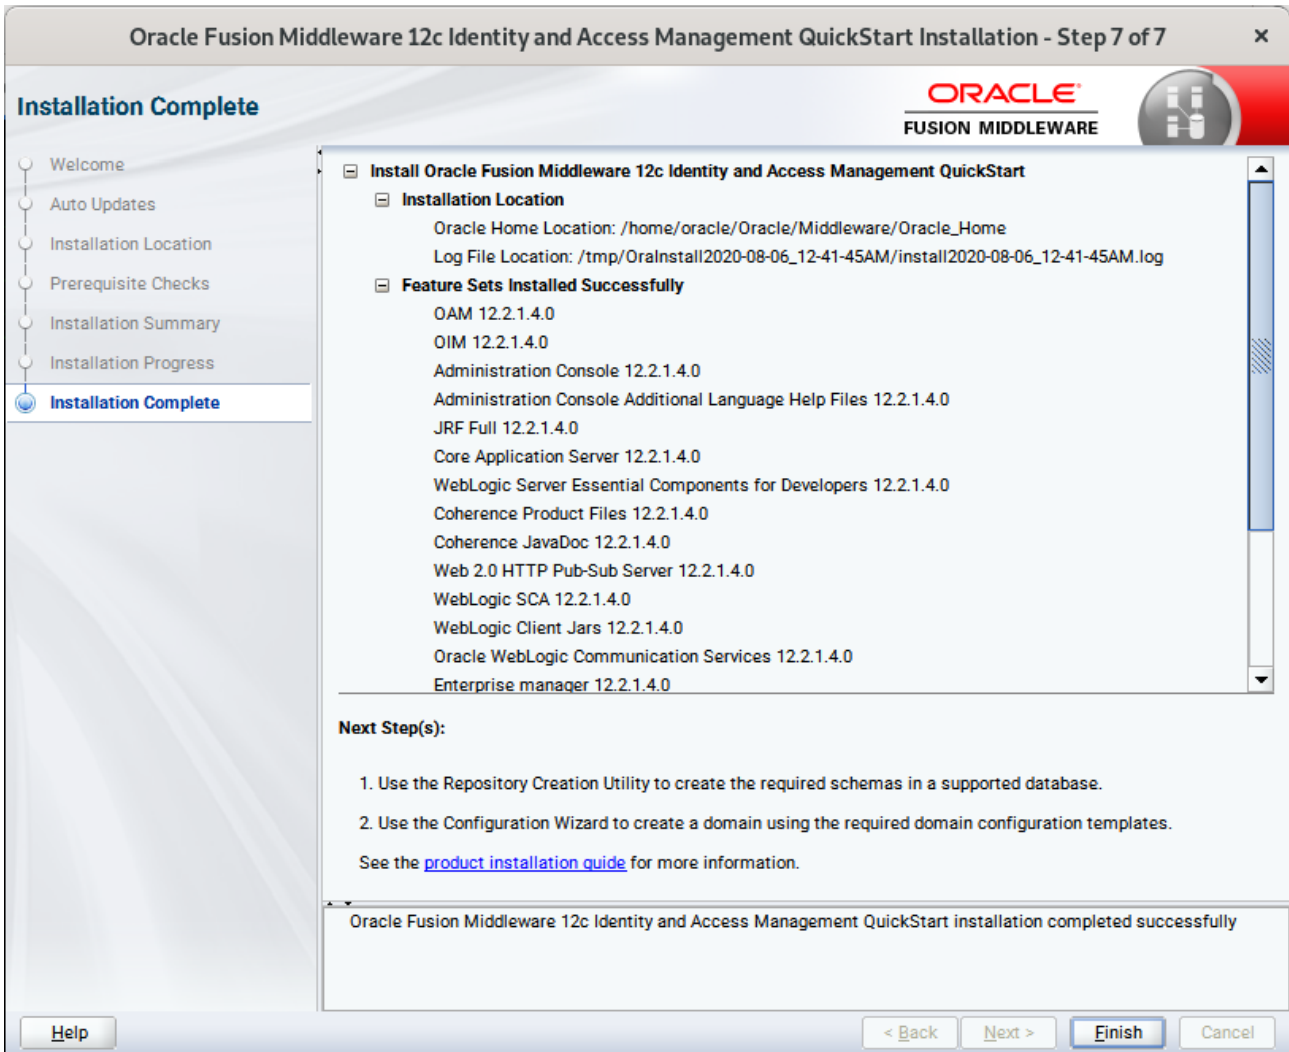 Oracle Fusion Middleware 12c Identity and Access Management QuickStart Installation - Step 7 of 7
Installation Complete
ORACLE
FUSION MIDDLEWARE
Welcome
Auto Updates
Installation Location
Prerequisite Checks
Installation Summary
Installation Progress
Installation Complete
Install Oracle Fusion Middleware 12c Identity and Access Management QuickStart
Installation Location
Oracle Home Location: /home/oracle/Oracle/Middleware/Oracle_Home
Log File Location: /tmp/OraInstall2020-08-06_12-41-45AM/install2020-08-06_12-41-45AM.log
Feature Sets Installed Successfully
OAM 12.2.1.4.0
OIM 12.2.1.4.0
Administration Console 12.2.1.4.0
Administration Console Additional Language Help Files 12.2.1.4.0
JRF Full 12.2.1.4.0
Core Application Server 12.2.1.4.0
WebLogic Server Essential Components for Developers 12.2.1.4.0
Coherence Product Files 12.2.1.4.0
Coherence JavaDoc 12.2.1.4.0
Web 2.0 HTTP Pub-Sub Server 12.2.1.4.0
WebLogic SCA 12.2.1.4.0
WebLogic Client Jars 12.2.1.4.0
Oracle WebLogic Communication Services 12.2.1.4.0
Enterprise manager 12.2.1.4.0
Next Step(s):
1. Use the Repository Creation Utility to create the required schemas in a supported database.
2. Use the Configuration Wizard to create a domain using the required domain configuration templates.
See the product installation guide for more information.
Oracle Fusion Middleware 12c Identity and Access Management QuickStart installation completed successfully
Help
< Back
Next >
Finish
Cancel